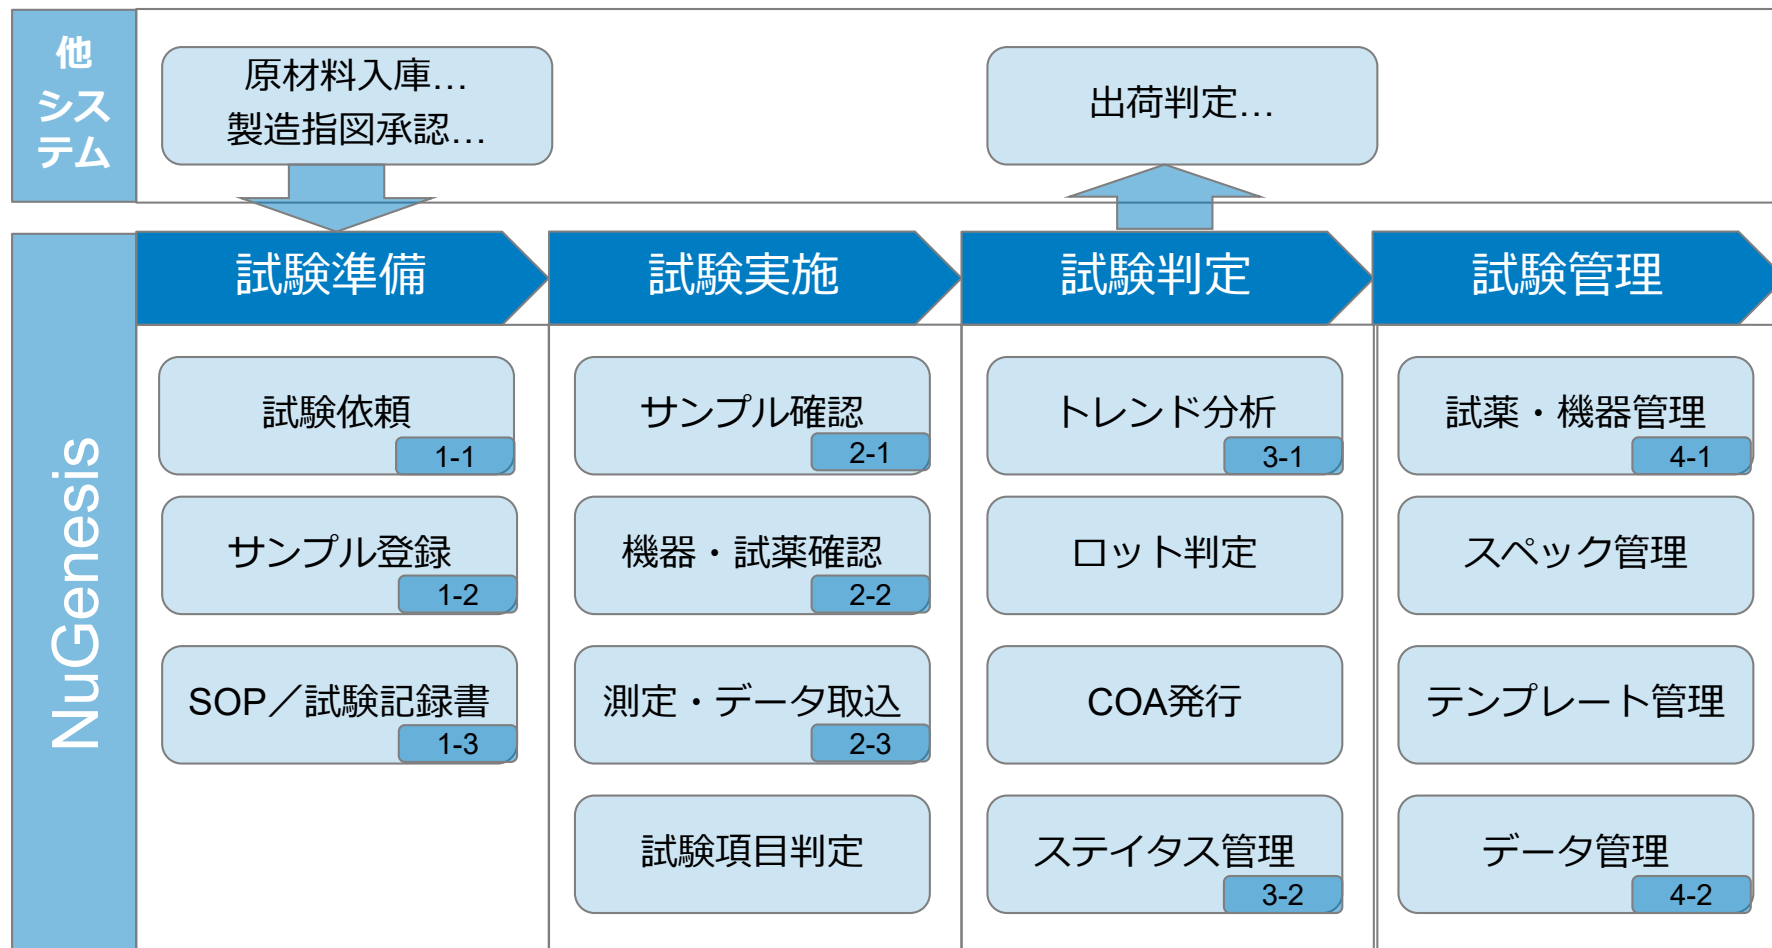 他
シス
テム
原材料入庫…
製造指図承認…
出荷判定…
NuGenesis
試験準備
試験実施
試験判定
試験管理
試験依頼
1-1
サンプル登録
1-2
SOP／試験記録書
1-3
サンプル確認
2-1
機器・試薬確認
2-2
測定・データ取込
2-3
試験項目判定
トレンド分析
3-1
ロット判定
COA発行
ステイタス管理
3-2
試薬・機器管理
4-1
スペック管理
テンプレート管理
データ管理
4-2